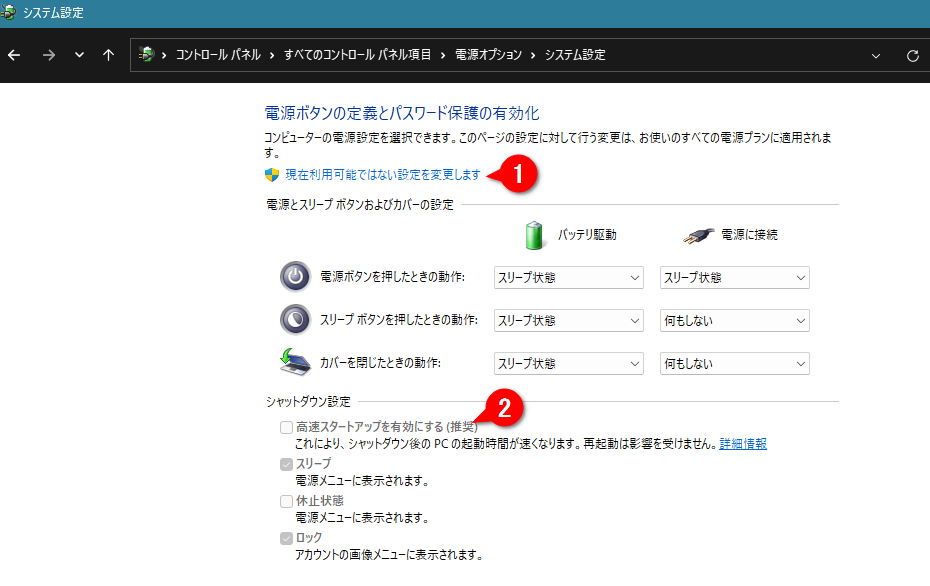 システム設定
コントロール パネル › すべてのコントロール パネル項目 › 電源オプション › システム設定
電源ボタンの定義とパスワード保護の有効化
コンピューターの電源設定を選択できます。このページの設定に対して行う変更は、お使いのすべての電源プランに適用されま
す。
現在利用可能ではない設定を変更します
1
電源とスリープ ボタンおよびカバーの設定
バッテリ駆動 電源に接続
電源ボタンを押したときの動作: スリープ状態 スリープ状態
スリープ ボタンを押したときの動作: スリープ状態 何もしない
カバーを閉じたときの動作: スリープ状態 何もしない
シャットダウン設定
2
高速スタートアップを有効にする (推奨)
これにより、シャットダウン後の PC の起動時間が速くなります。再起動は影響を受けません。詳細情報
スリープ
電源メニューに表示されます。
休止状態
電源メニューに表示されます。
ロック
アカウントの画像メニューに表示されます。